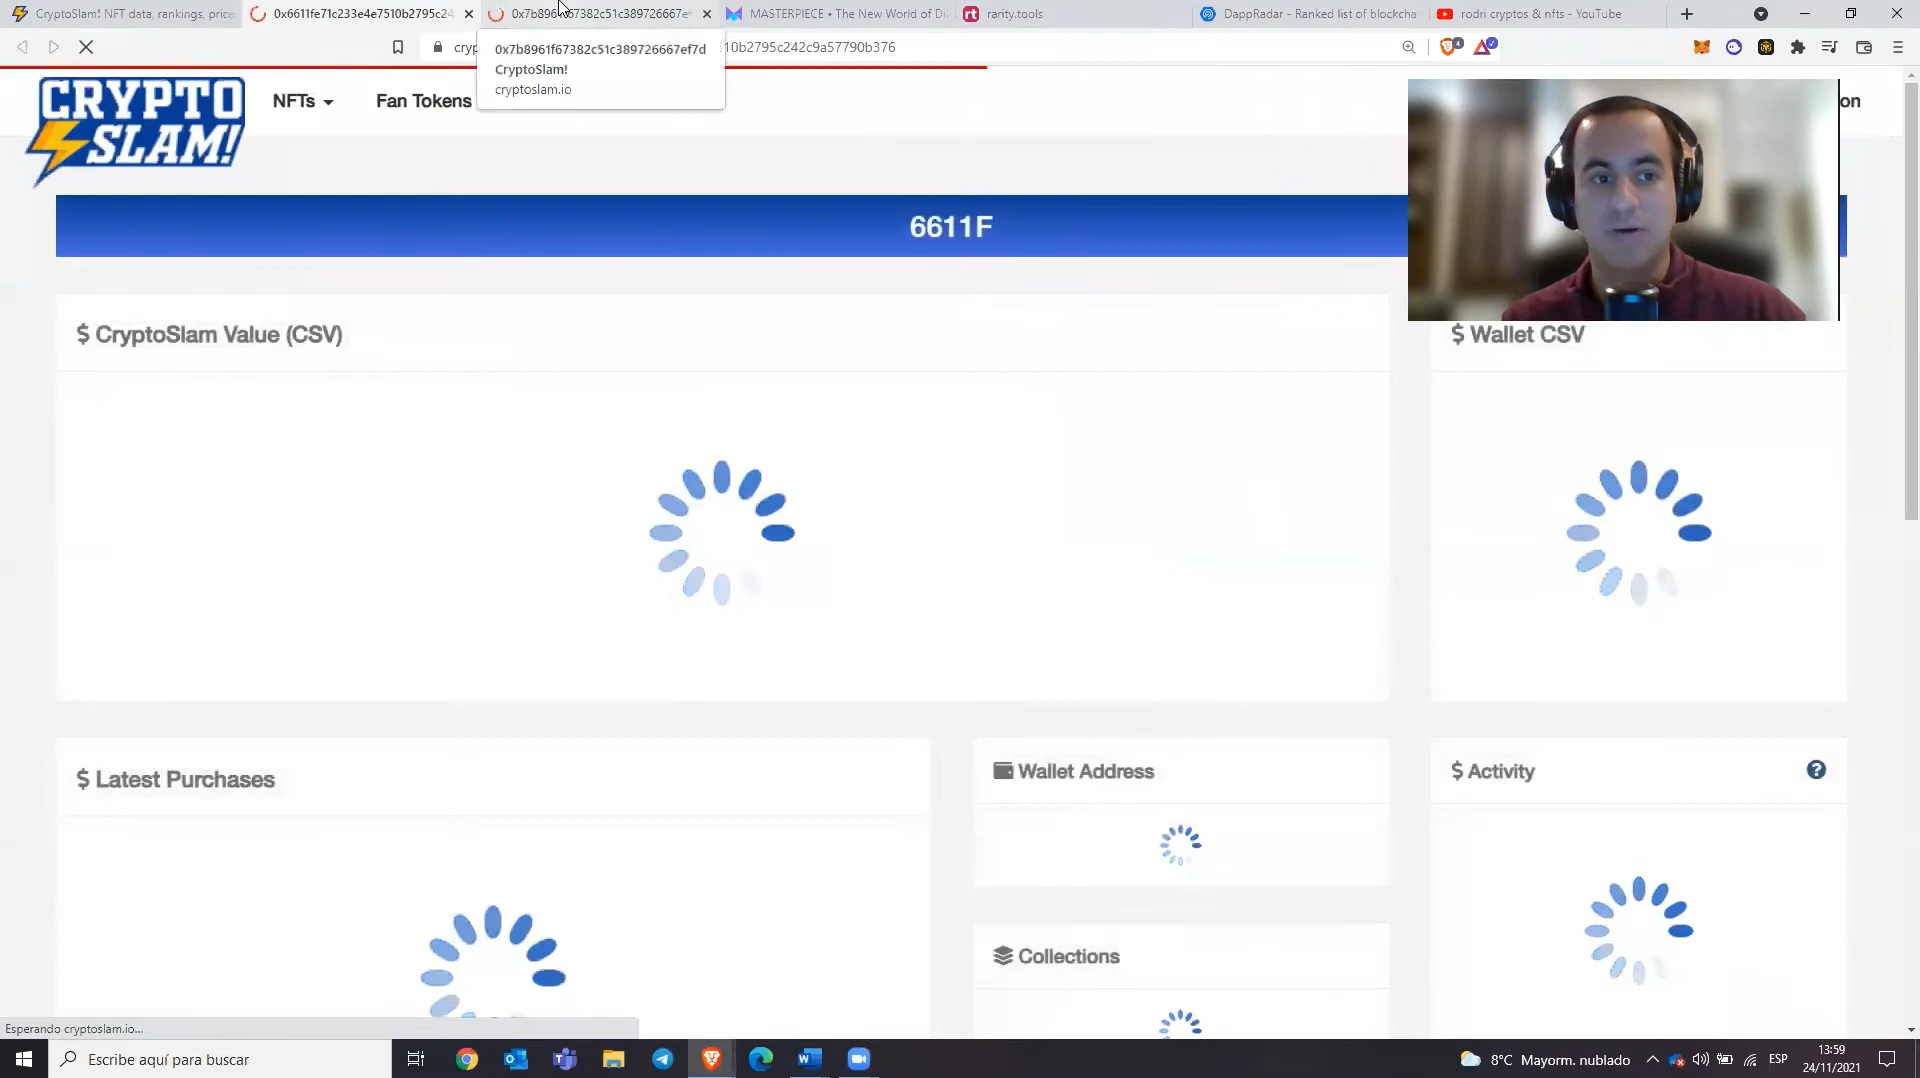 CryptoSlam! NFT data, rankings, price
0x6611fe71c233e4e7510b2795c24
0x7b8961f67382c51c389726667ef
MASTERPIECE • The New World of Di
rarity.tools
DappRadar - Ranked list of blockcha
rodri cryptos & nfts - YouTube
cryp
10b2795c242c9a57790b376
4
0x7b8961f67382c51c389726667ef7d
CryptoSlam!
cryptoslam.io
CRYPTO
SLAM!
NFTs
Fan Tokens
on
6611F
$ CryptoSlam Value (CSV)
$ Wallet CSV
$ Latest Purchases
Wallet Address
$ Activity
?
Collections
Esperando cryptoslam.io...
Escribe aquí para buscar
8°C Mayorm. nublado
ESP
13:59
24/11/2021